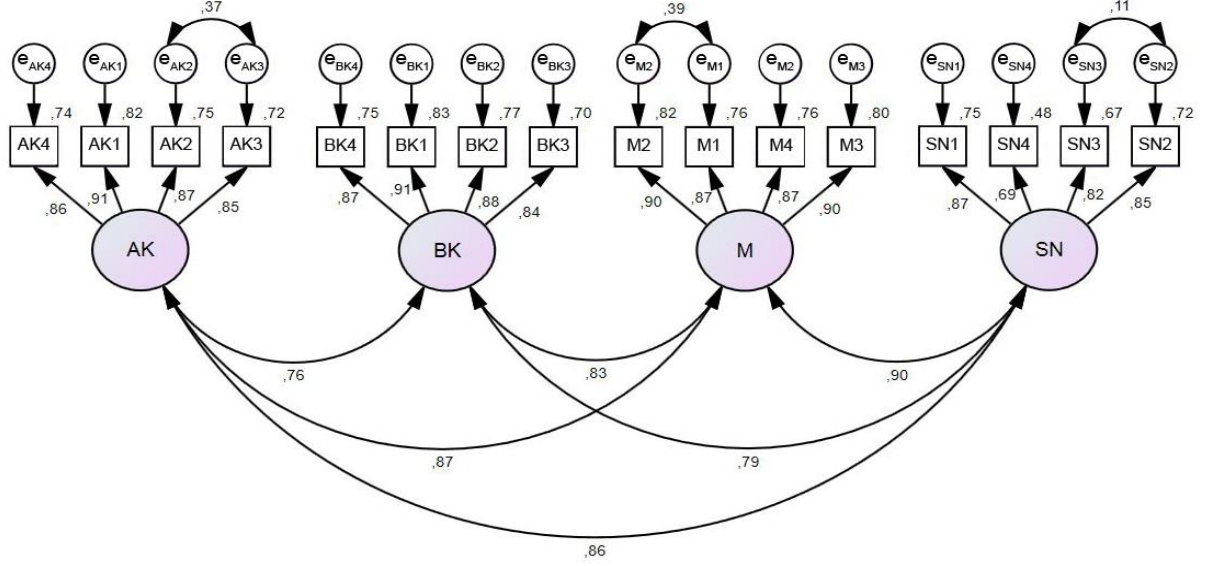 ,37 ,39 ,11
eAK4 eAK1 eAK2 eAK3 eBK4 eBK1 eBK2 eBK3 eM2 eM1 eM2 eM3 eSN1 eSN4 eSN3 eSN2
,74 ,82 ,75 ,72 ,75 ,83 ,77 ,70 ,82 ,76 ,76 ,80 ,75 ,48 ,67 ,72
AK4 AK1 AK2 AK3 BK4 BK1 BK2 BK3 M2 M1 M4 M3 SN1 SN4 SN3 SN2
,86 ,91 ,87 ,85 ,87 ,91 ,88 ,84 ,90 ,87 ,87 ,90 ,87 ,69 ,82 ,85
AK BK M SN
,76 ,83 ,90
,87 ,79
,86